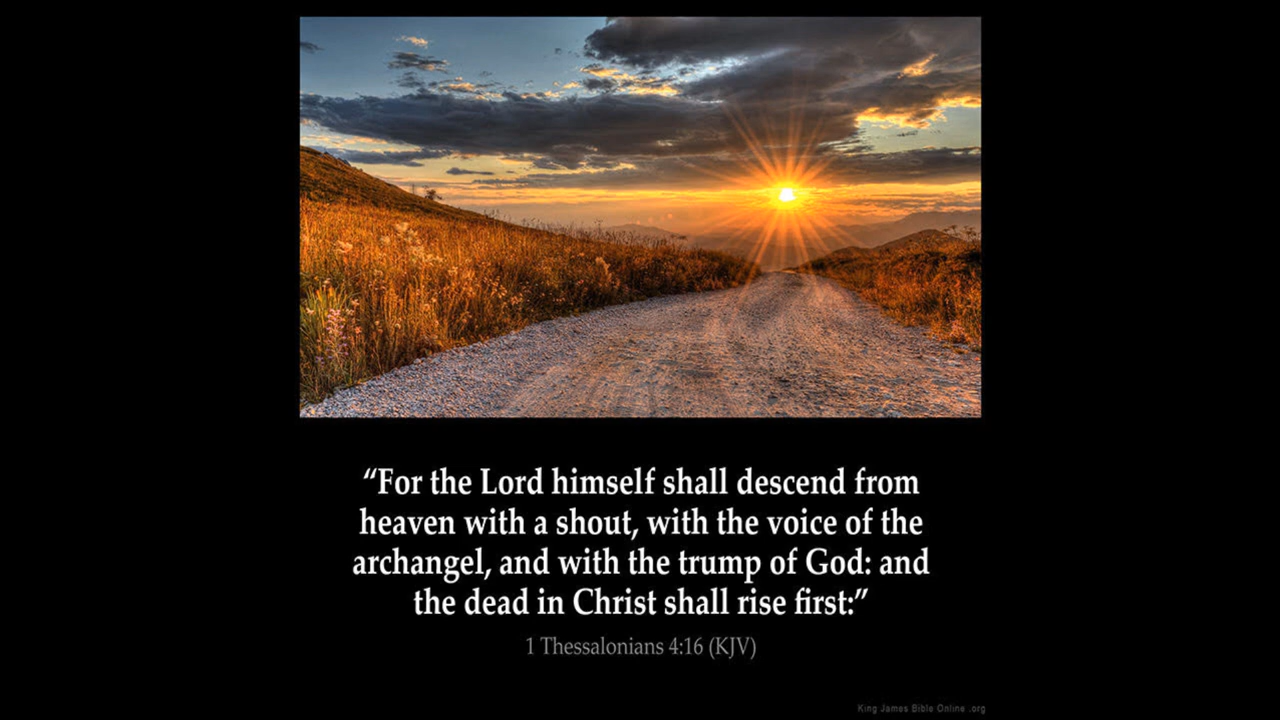 “For the Lord himself shall descend from
heaven with a shout, with the voice of the
archangel, and with the trump of God: and
the dead in Christ shall rise first:”
1 Thessalonians 4:16 (KJV)
King James Bible Online .org